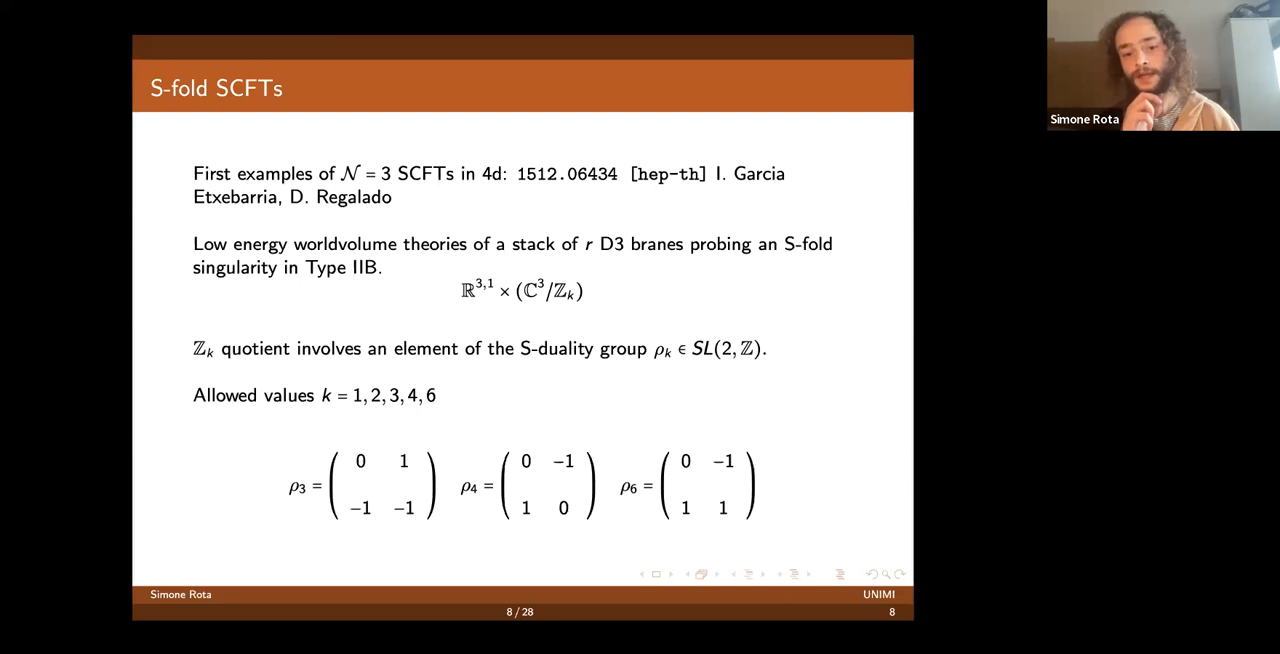 S-fold SCFTs
Simone Rota
First examples of 𝒩 = 3 SCFTs in 4d: 1512.06434 [hep-th] I. Garcia
Etxebarria, D. Regalado
Low energy worldvolume theories of a stack of r D3 branes probing an S-fold
singularity in Type IIB.
ℝ^{3,1} × (ℂ^3/ℤ_k)
ℤ_k quotient involves an element of the S-duality group ρ_k ∈ SL(2, ℤ).
Allowed values k = 1, 2, 3, 4, 6
ρ_3 = ( 0 1 ; −1 −1 ) ρ_4 = ( 0 −1 ; 1 0 ) ρ_6 = ( 0 −1 ; 1 1 )
Simone Rota UNIMI
8 / 28 8